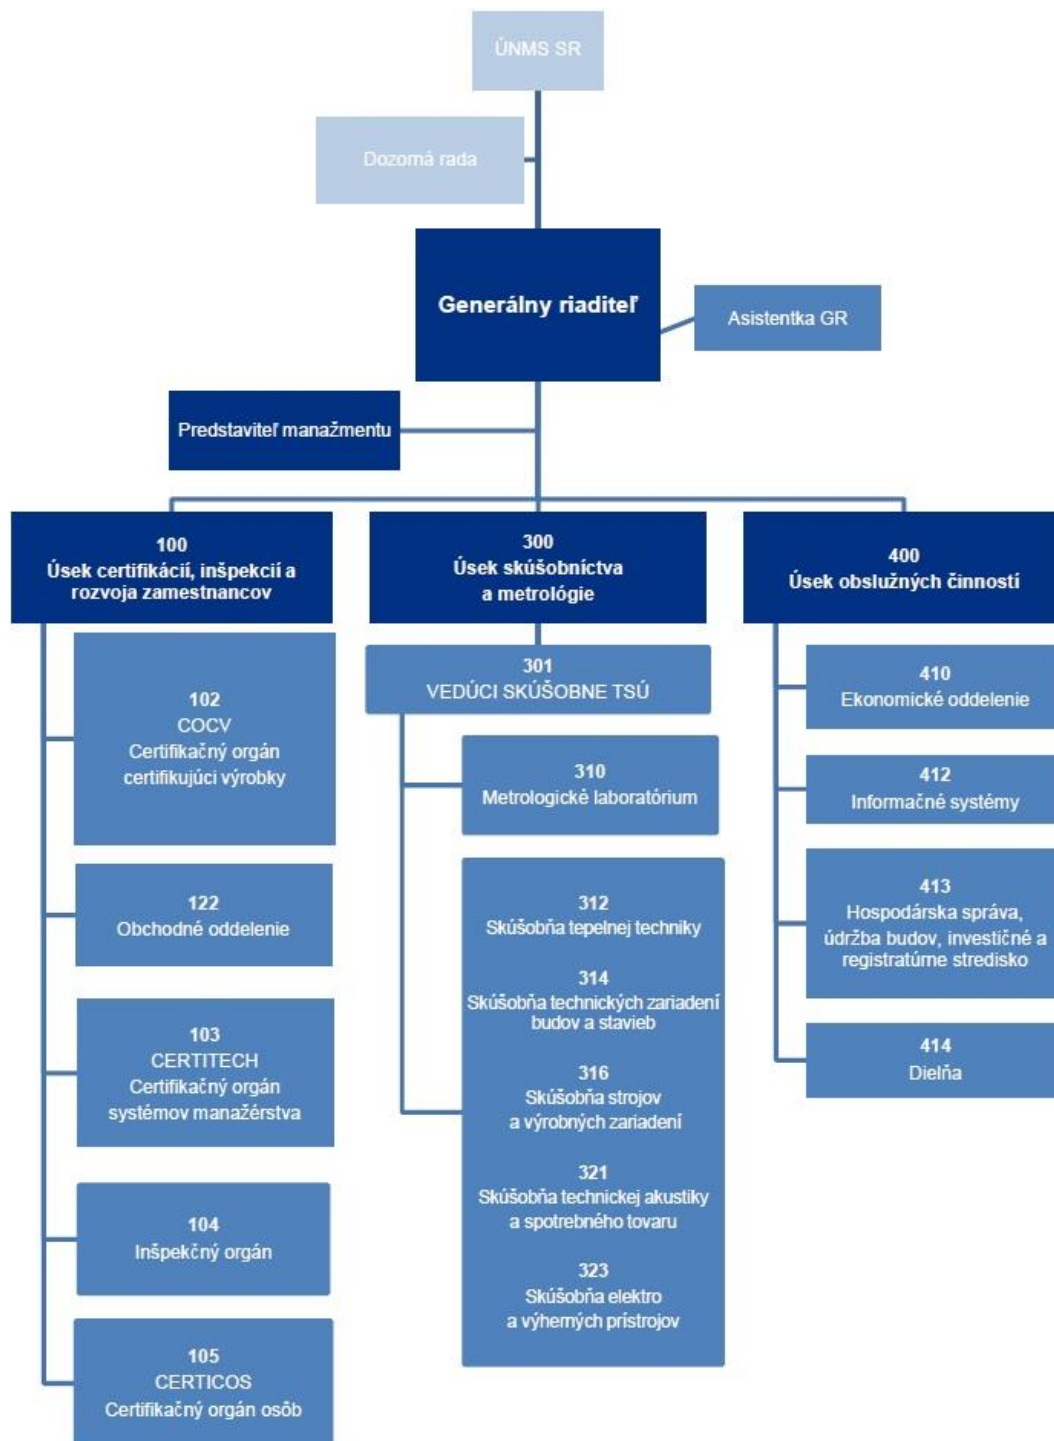 ÚNMS SR
Dozorná rada
Generálny riaditeľ
Asistentka GR
Predstaviteľ manažmentu
100
Úsek certifikácií, inšpekcií a
rozvoja zamestnancov
102
COCV
Certifikačný orgán
certifikujúci výrobky
122
Obchodné oddelenie
103
CERTITECH
Certifikačný orgán
systémov manažérstva
104
Inšpekčný orgán
105
CERTICOS
Certifikačný orgán osôb
300
Úsek skúšobníctva
a metrológie
301
VEDÚCI SKÚŠOBNE TSÚ
310
Metrologické laboratórium
312
Skúšobňa tepelnej techniky
314
Skúšobňa technických zariadení
budov a stavieb
316
Skúšobňa strojov
a výrobných zariadení
321
Skúšobňa technickej akustiky
a spotrebného tovaru
323
Skúšobňa elektro
a výherných prístrojov
400
Úsek obslužných činností
410
Ekonomické oddelenie
412
Informačné systémy
413
Hospodárska správa,
údržba budov, investičné a
registratúrne stredisko
414
Dielňa